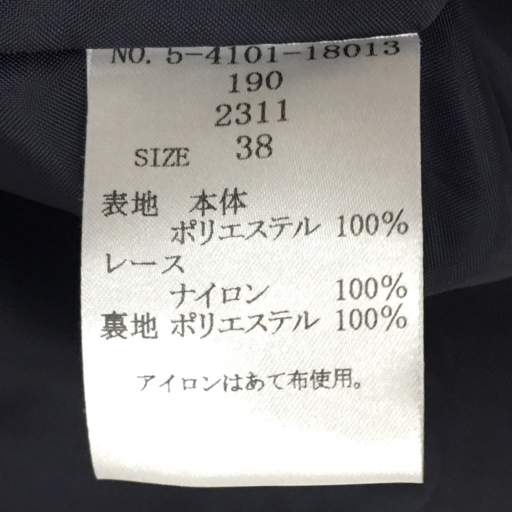 NO. 5-4101-18013
190
2311
SIZE 38
表地 本体
ポリエステル 100%
レース
ナイロン 100%
裏地 ポリエステル 100%
アイロンはあて布使用。